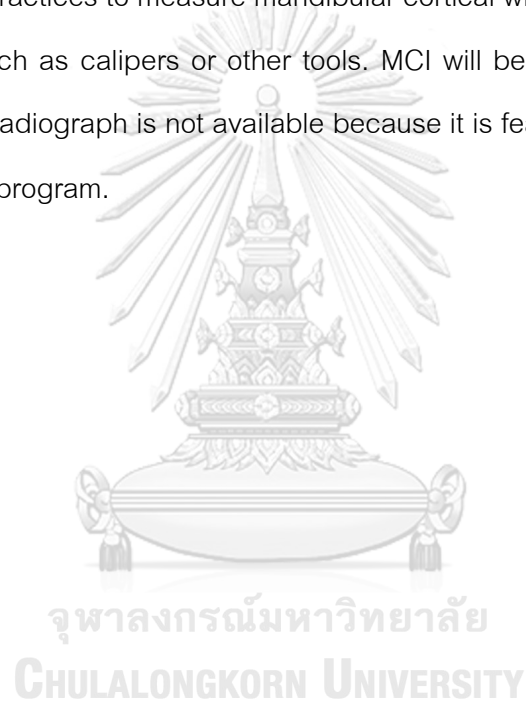 ractices to measure mandibular cortical wi
ch as calipers or other tools. MCI will be
adiograph is not available because it is fea
program.
จุฬาลงกรณ์มหาวิทยาลัย
CHULALONGKORN UNIVERSITY